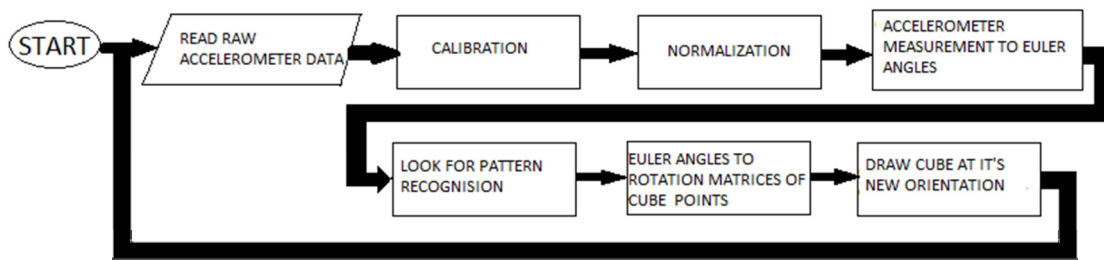 START
READ RAW
ACCELEROMETER DATA
CALIBRATION
NORMALIZATION
ACCELEROMETER
MEASUREMENT TO EULER
ANGLES
LOOK FOR PATTERN
RECOGNISION
EULER ANGLES TO
ROTATION MATRICES OF
CUBE POINTS
DRAW CUBE AT IT'S
NEW ORIENTATION